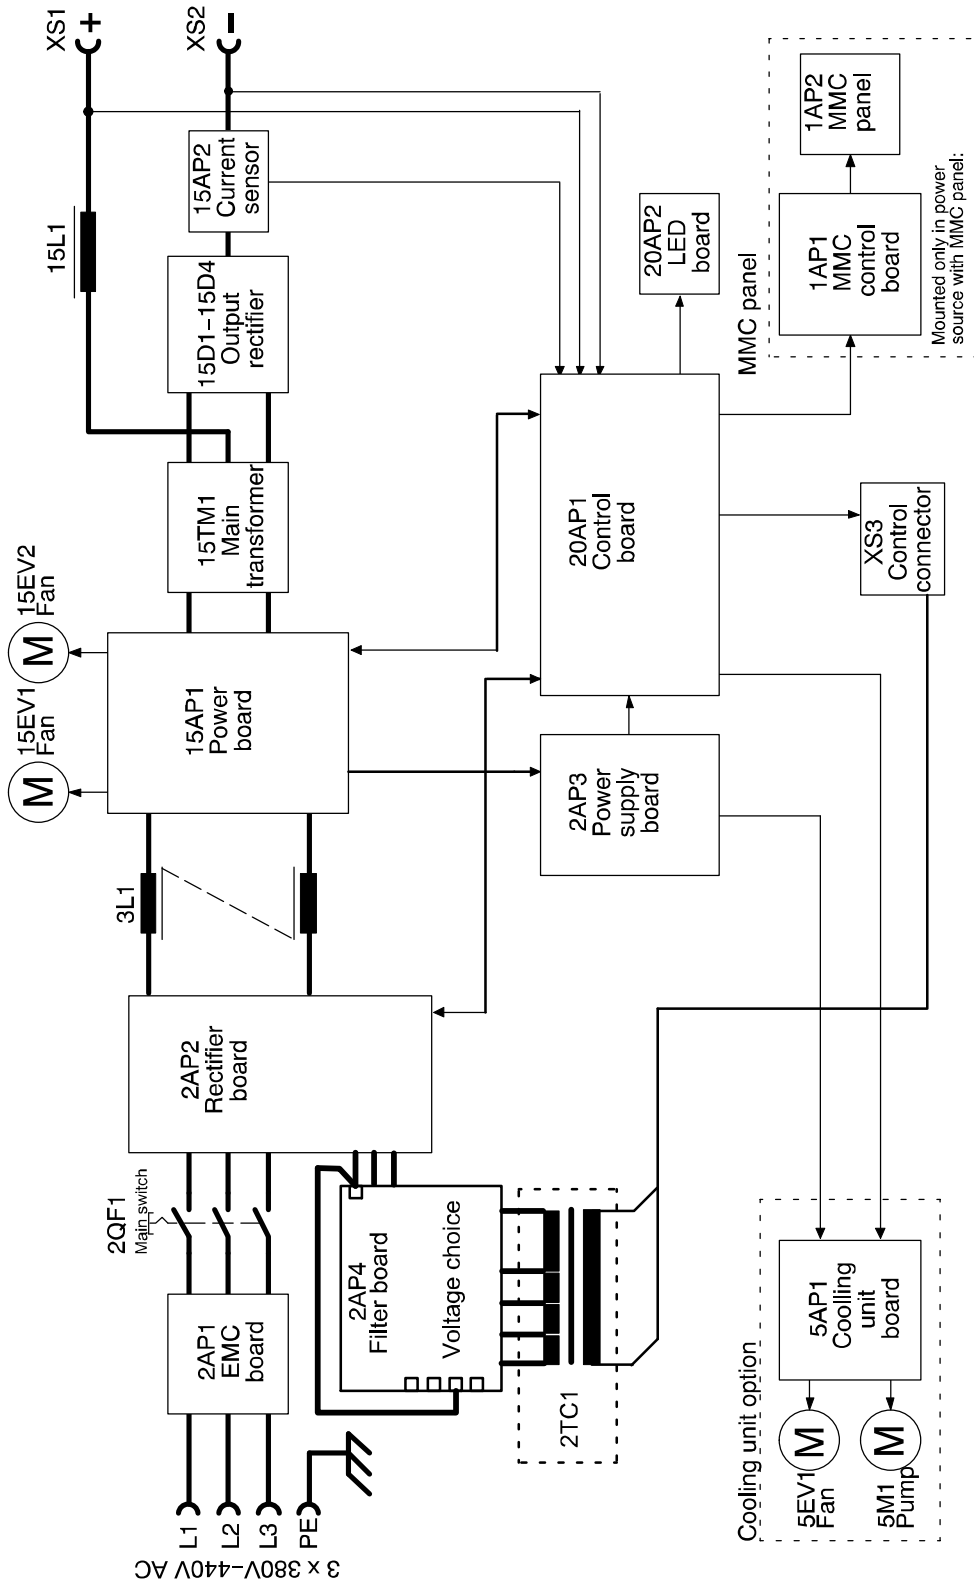 3 x 380V-440V AC
L1
L2
L3
PE
2AP1
EMC
board
2QF1
Main switch
2AP2
Rectifier
board
3L1
15EV1
Fan
M
15EV2
Fan
M
15AP1
Power
board
15TM1
Main
transformer
15D1-15D4
Output
rectifier
15L1
15AP2
Current
sensor
XS1
+
XS2
-
2AP4
Filter board
Voltage choice
2TC1
2AP3
Power
supply
board
20AP1
Control
board
20AP2
LED
board
MMC panel
1AP1
MMC
control
board
1AP2
MMC
panel
Mounted only in power
source with MMC panel:
XS3
Control
connector
Cooling unit option
5AP1
Coolling
unit
board
5EV1
Fan
M
5M1
Pump
M